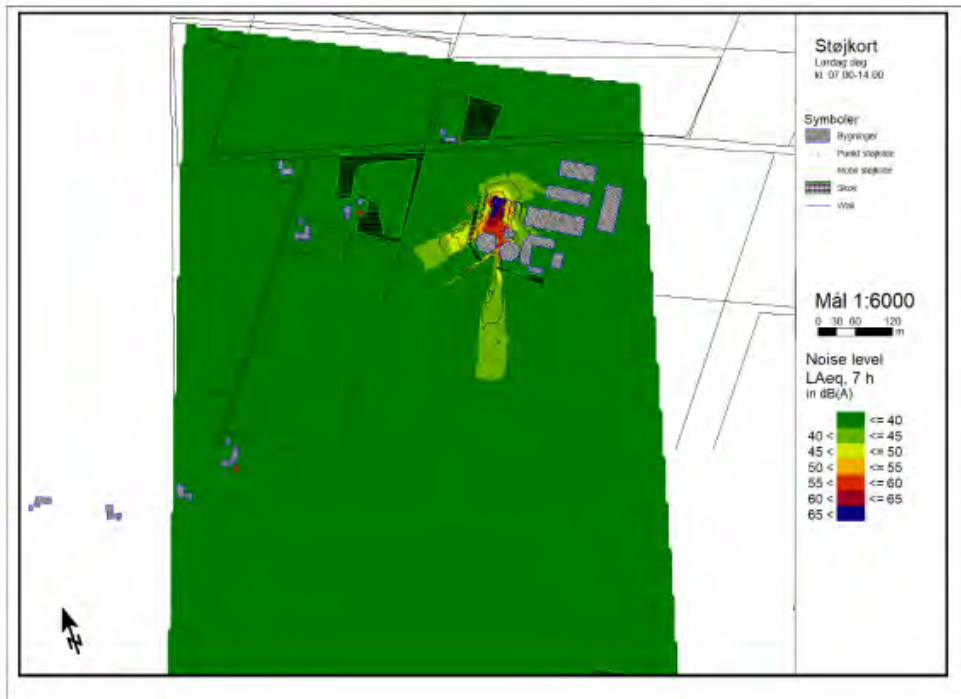 Støjkort
Lørdag dag
kl. 07.00-14.00
Symboler
Bygninger
Punkt støjkilde
Mobil støjkilde
Skov
Mål 1:6000
0 30 60 120
m
Noise level
LAeq, 7 h
in dB(A)
<= 40
40 < <= 45
45 < <= 50
50 < <= 55
55 < <= 60
60 < <= 65
65 <
N